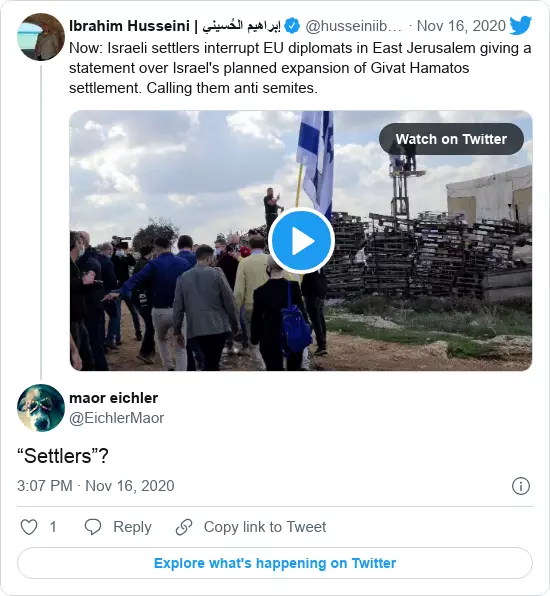 Ibrahim Husseini | إبراهيم الحُسيني @husseiniib... · Nov 16, 2020
Now: Israeli settlers interrupt EU diplomats in East Jerusalem giving a
statement over Israel's planned expansion of Givat Hamatos
settlement. Calling them anti semites.
Watch on Twitter
maor eichler
@EichlerMaor
“Settlers”?
3:07 PM · Nov 16, 2020
1 Reply Copy link to Tweet
Explore what's happening on Twitter